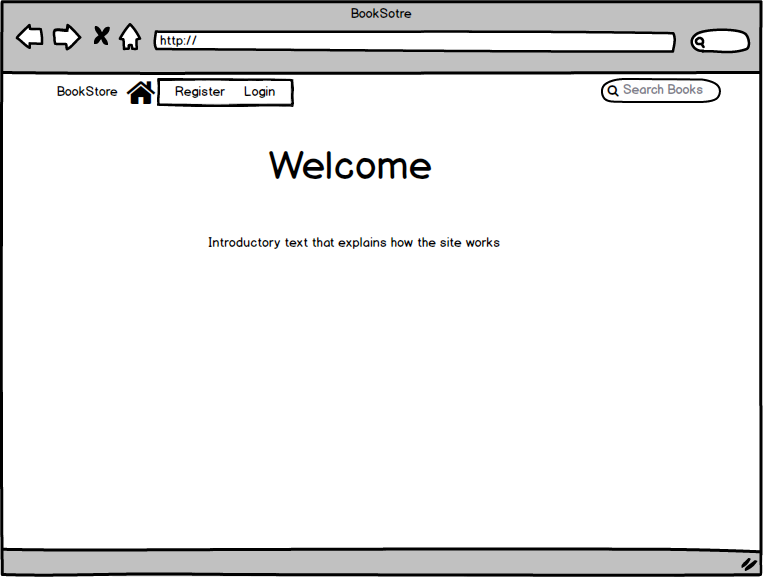 BookSotre
http://
BookStore Register Login Search Books
Welcome
Introductory text that explains how the site works